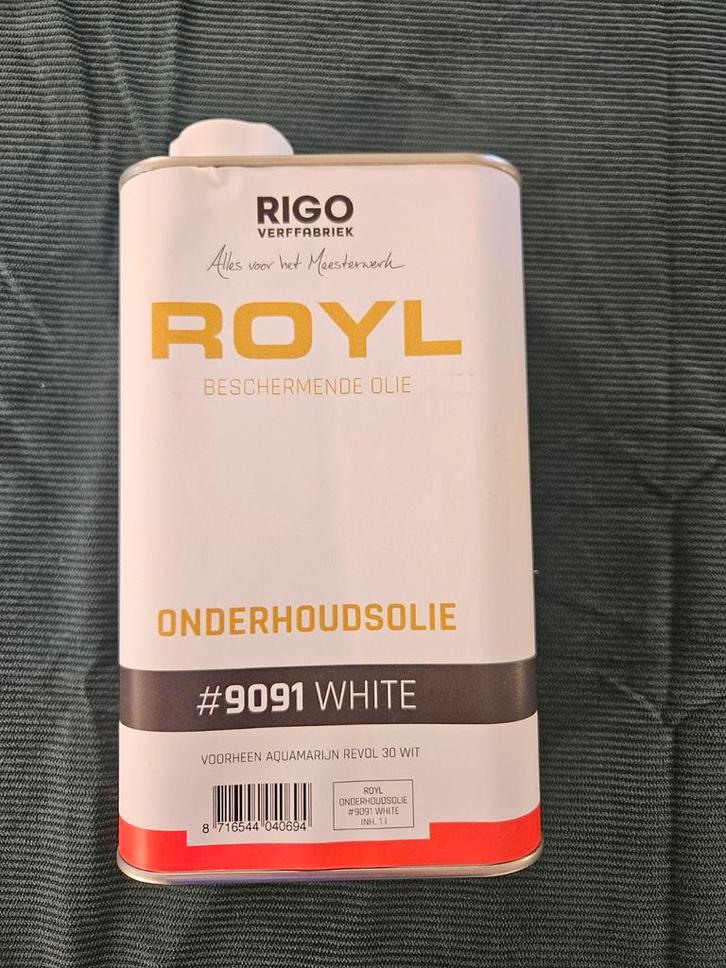 RIGO
VERFFABRIEK
Alles voor het Meesterwerk
ROYL
BESCHERMENDE OLIE
ONDERHOUDSOLIE
#9091 WHITE
VOORHEEN AQUAMARIJN REVOL 30 WIT
ROYL
ONDERHOUDSOLIE
#9091 WHITE
INH. 1 l
8 716544 040694